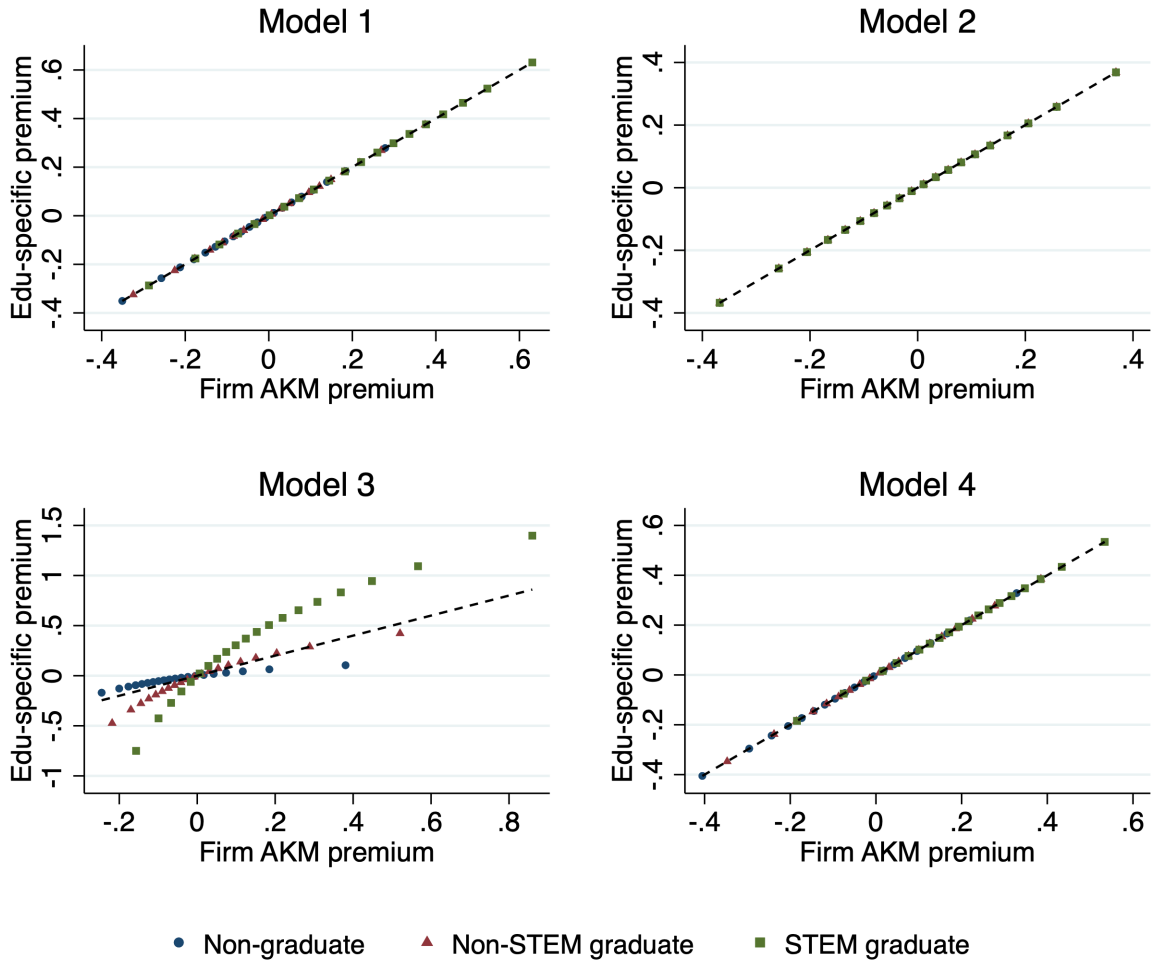 Model 1
Edu-specific premium
.6
.4
.2
0
-.2
-.4
-.4 -.2 0 .2 .4 .6
Firm AKM premium
Model 2
Edu-specific premium
.4
.2
0
-.2
-.4
-.4 -.2 0 .2 .4
Firm AKM premium
Model 3
Edu-specific premium
1.5
1
.5
0
-.5
-1
-.2 0 .2 .4 .6 .8
Firm AKM premium
Model 4
Edu-specific premium
.6
.4
.2
0
-.2
-.4
-.4 -.2 0 .2 .4 .6
Firm AKM premium
Non-graduate Non-STEM graduate STEM graduate